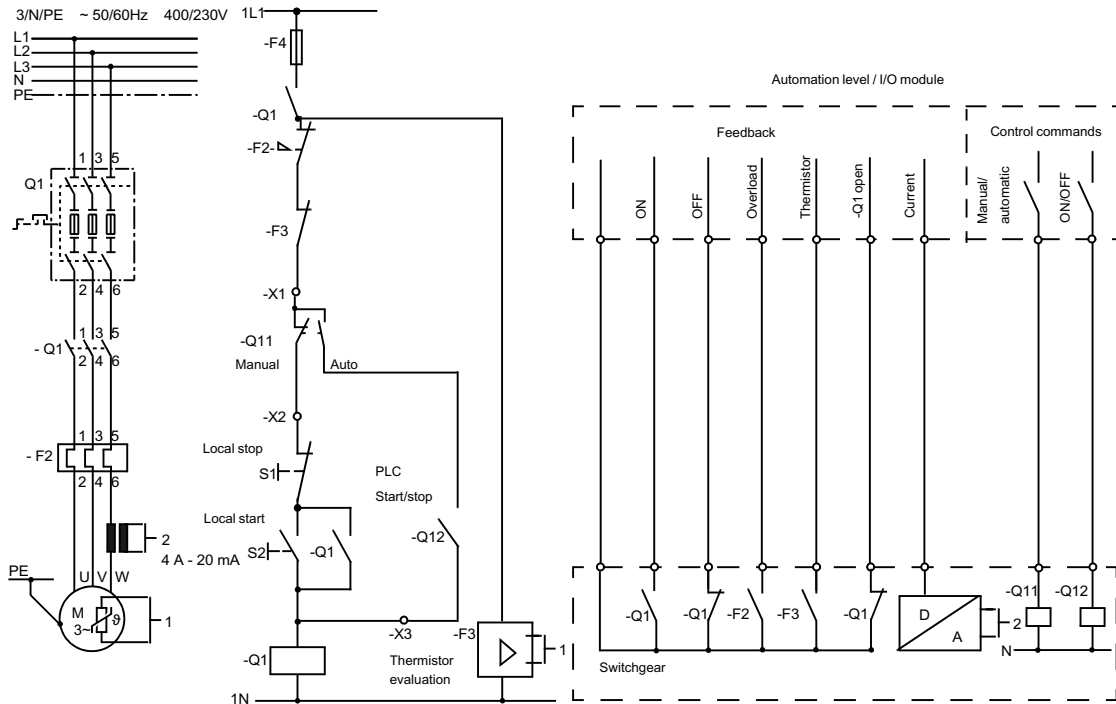 3/N/PE ~ 50/60Hz 400/230V
L1
L2
L3
N
PE
1 3 5
Q1
2 4 6
1 3 5
- Q1
2 4 6
1 3 5
- F2
2 4 6
2
4 A - 20 mA
PE
U V W
M
3~
ϑ
1
1L1
-F4
-Q1
-F2-
-F3
-X1
-Q11
Manual
Auto
-X2
Local stop
S1
PLC
Start/stop
Local start
S2
-Q1
-Q12
-X3
-F3
-Q1
Thermistor
evaluation
1
1N
Automation level / I/O module
Feedback
Control commands
ON
OFF
Overload
Thermistor
-Q1 open
Current
Manual/
automatic
ON/OFF
-Q1
-Q1
-F2
-F3
-Q1
D
A
2
-Q11
-Q12
N
Switchgear